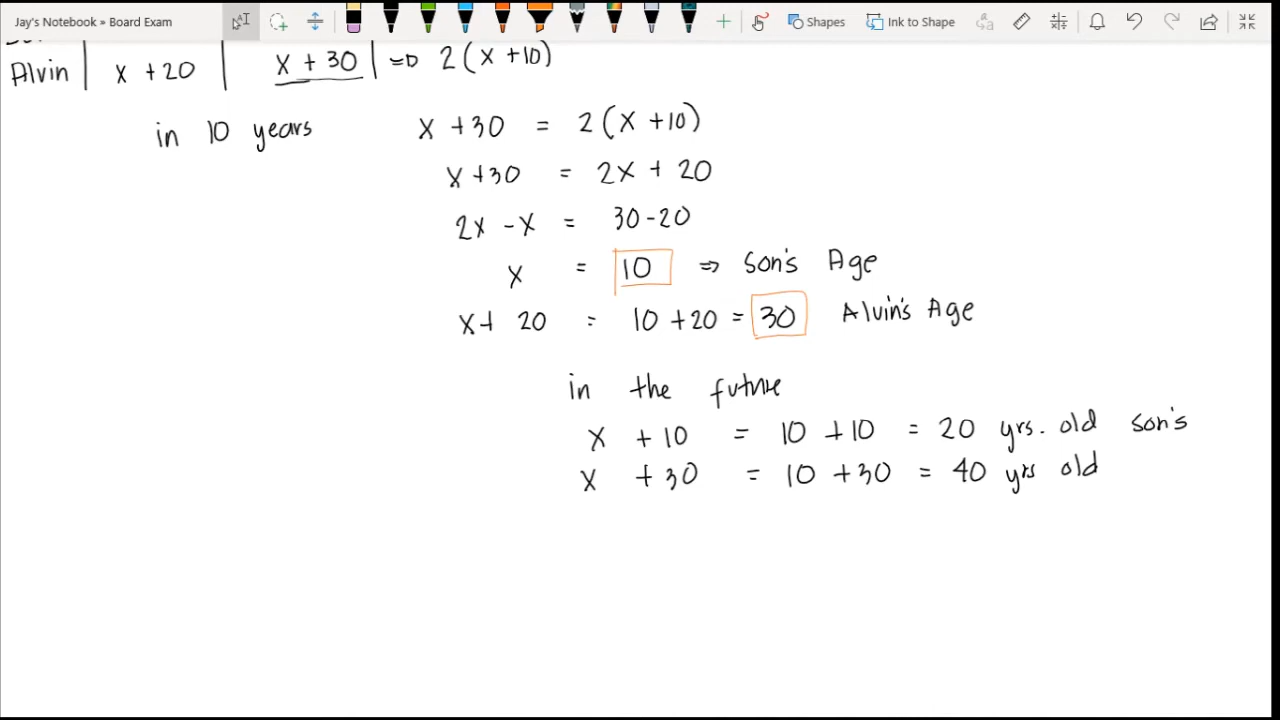 Jay's Notebook » Board Exam
Shapes
Ink to Shape
Alvin | x + 20 | x + 30 | ⇒ 2(x + 10)
in 10 years
x + 30 = 2(x + 10)
x + 30 = 2x + 20
2x - x = 30 - 20
x = 10 ⇒ Son's Age
x + 20 = 10 + 20 = 30 Alvin's Age
in the future
x + 10 = 10 + 10 = 20 yrs. old son's
x + 30 = 10 + 30 = 40 yrs old